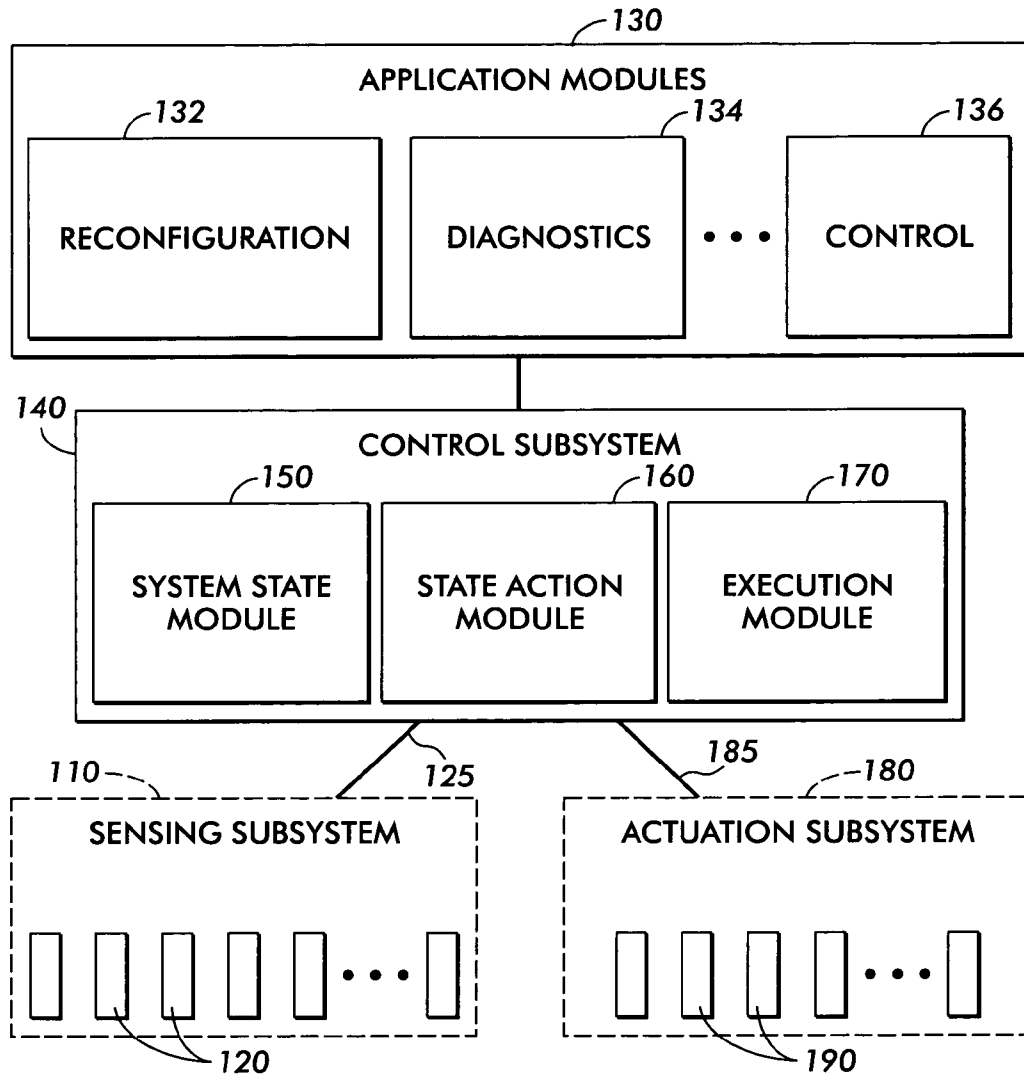 130
APPLICATION MODULES
132
134
136
RECONFIGURATION
DIAGNOSTICS
CONTROL
140
CONTROL SUBSYSTEM
150
160
170
SYSTEM STATE
MODULE
STATE ACTION
MODULE
EXECUTION
MODULE
110
125
185
180
SENSING SUBSYSTEM
ACTUATION SUBSYSTEM
120
190